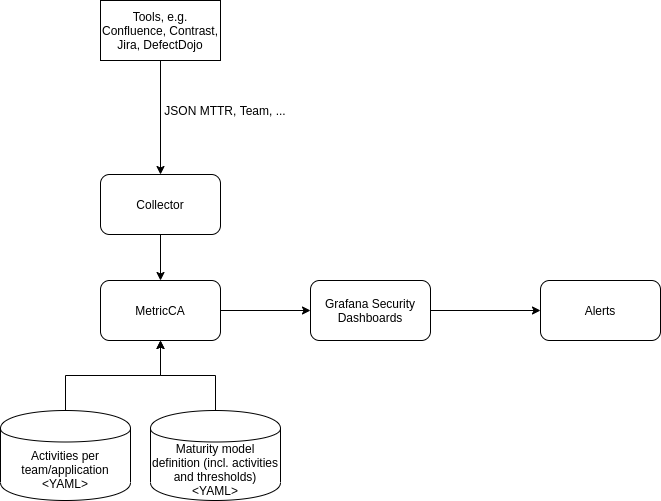 Tools, e.g.
Confluence, Contrast,
Jira, DefectDojo
JSON MTTR, Team, ...
Collector
MetricCA
Grafana Security
Dashboards
Alerts
Activities per
team/application
<YAML>
Maturity model
definition (incl. activities
and thresholds)
<YAML>